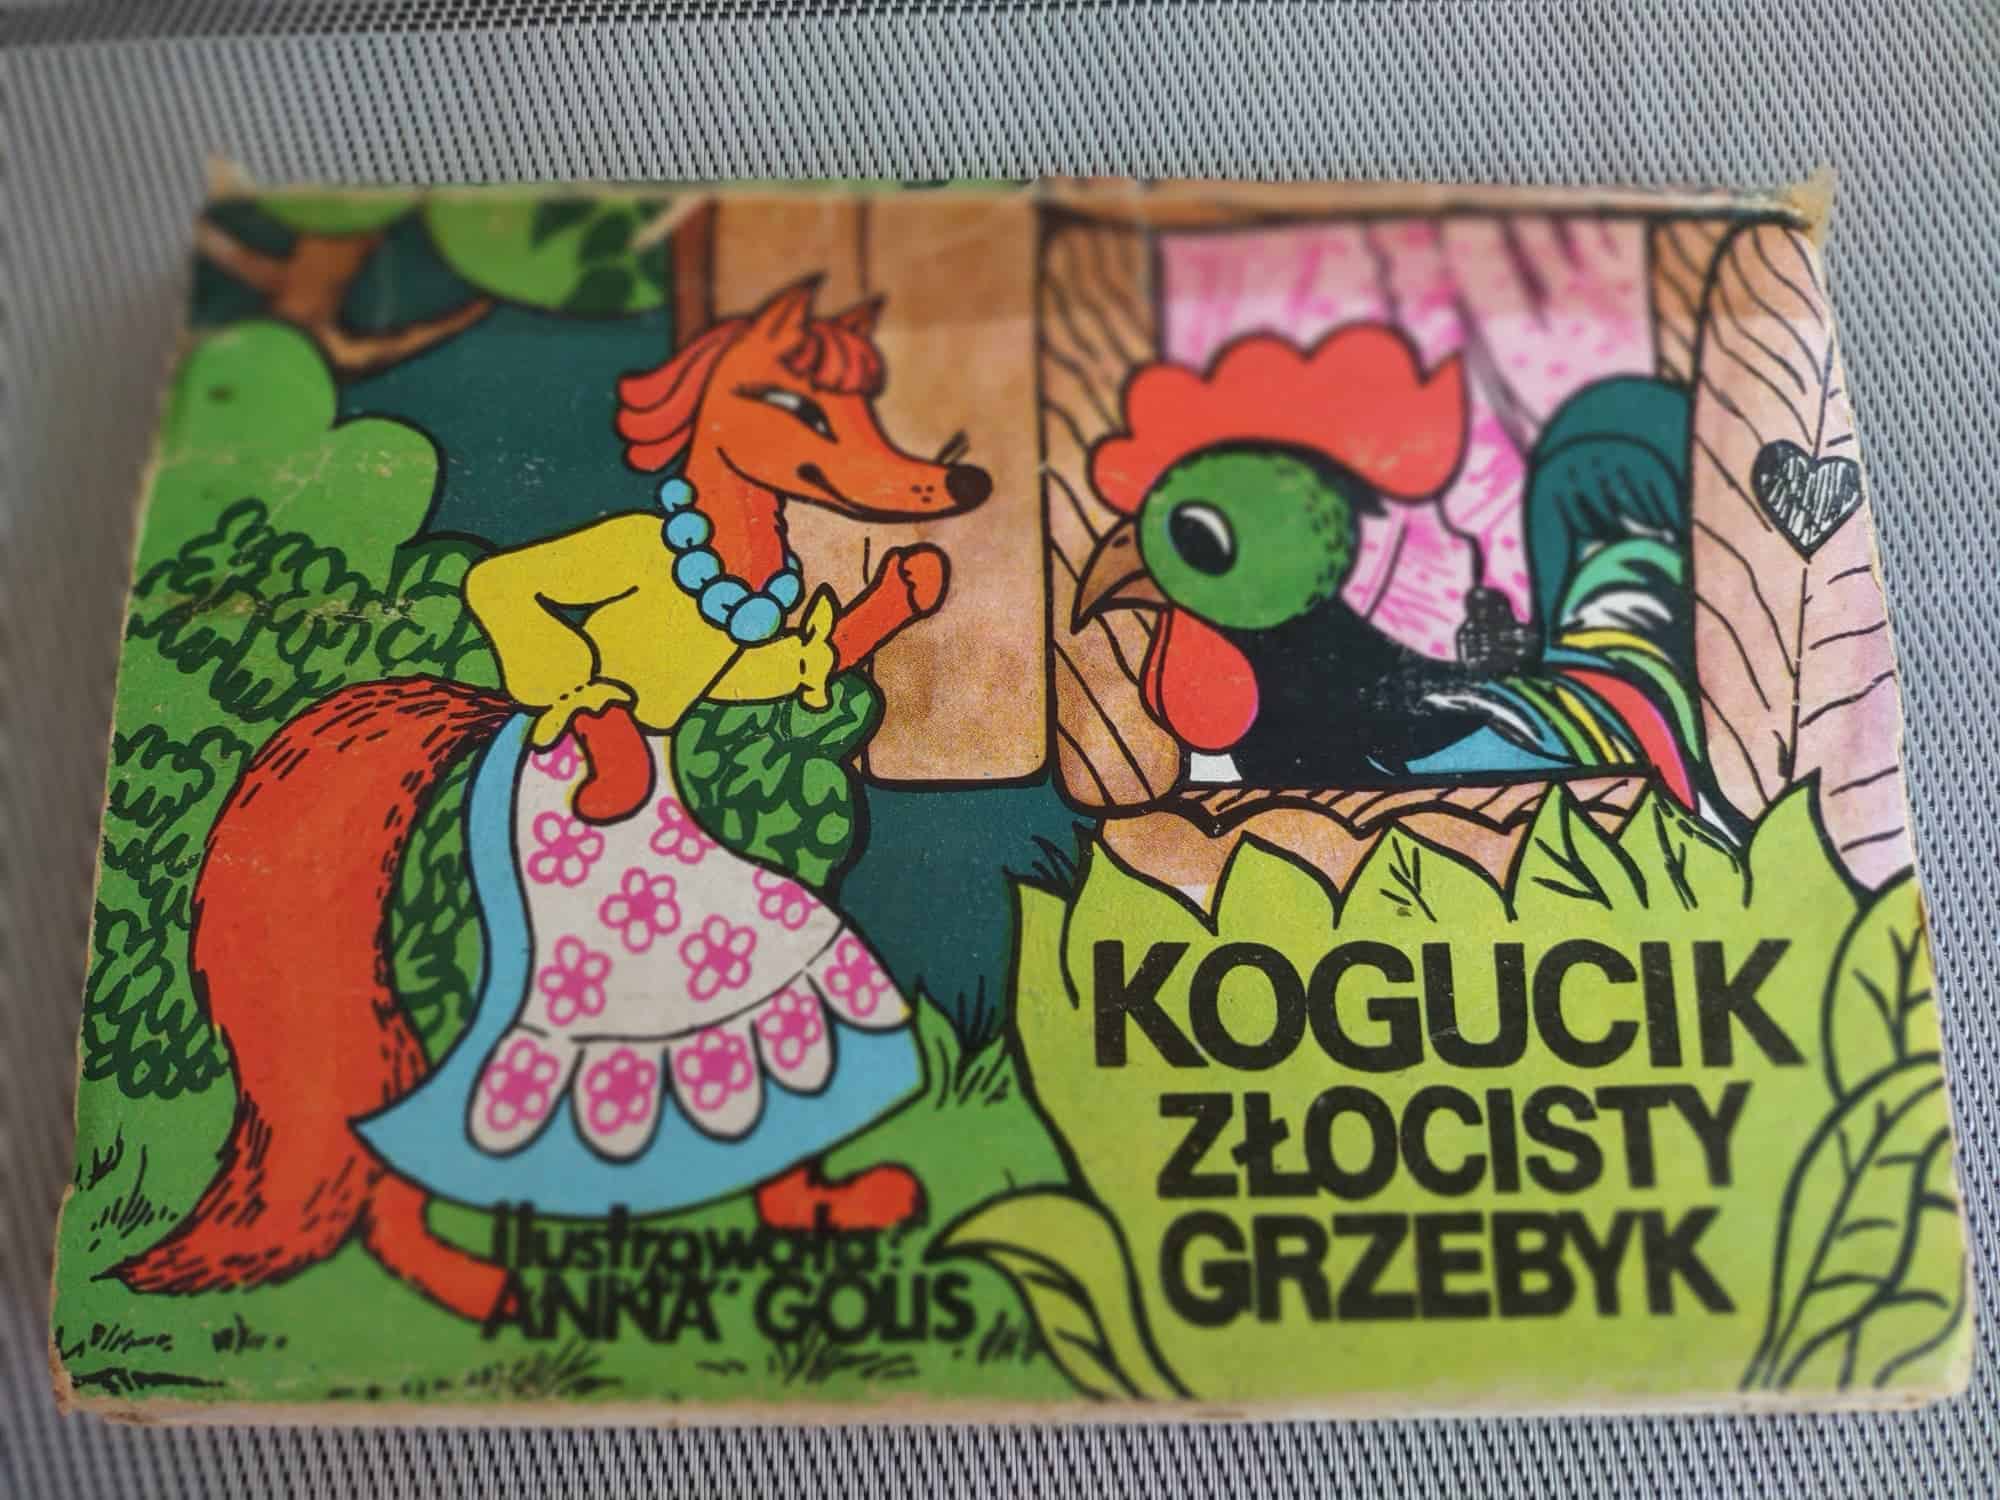 KOGUCIK
ZŁOCISTY
GRZEBYK
Ilustrowała:
ANNA GOLIS